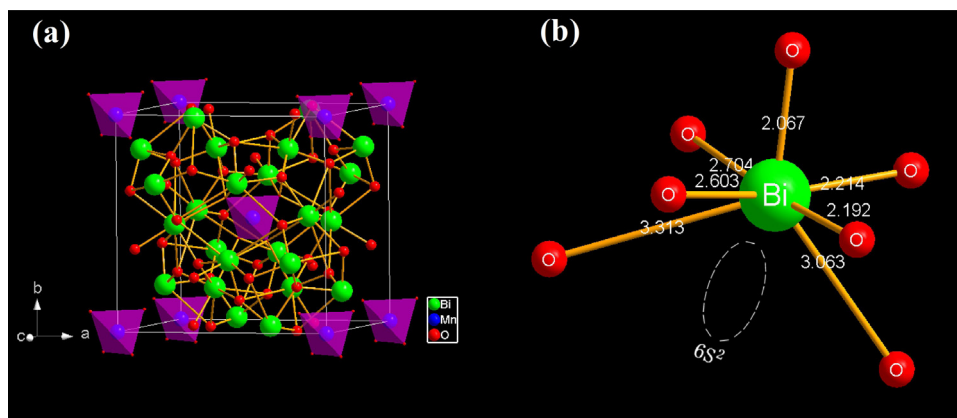 (a)
b
c
a
Bi
Mn
O
(b)
O
2.067
O
2.704
O
2.603
Bi
2.214
O
2.192
O
3.313
O
3.063
6S²
O